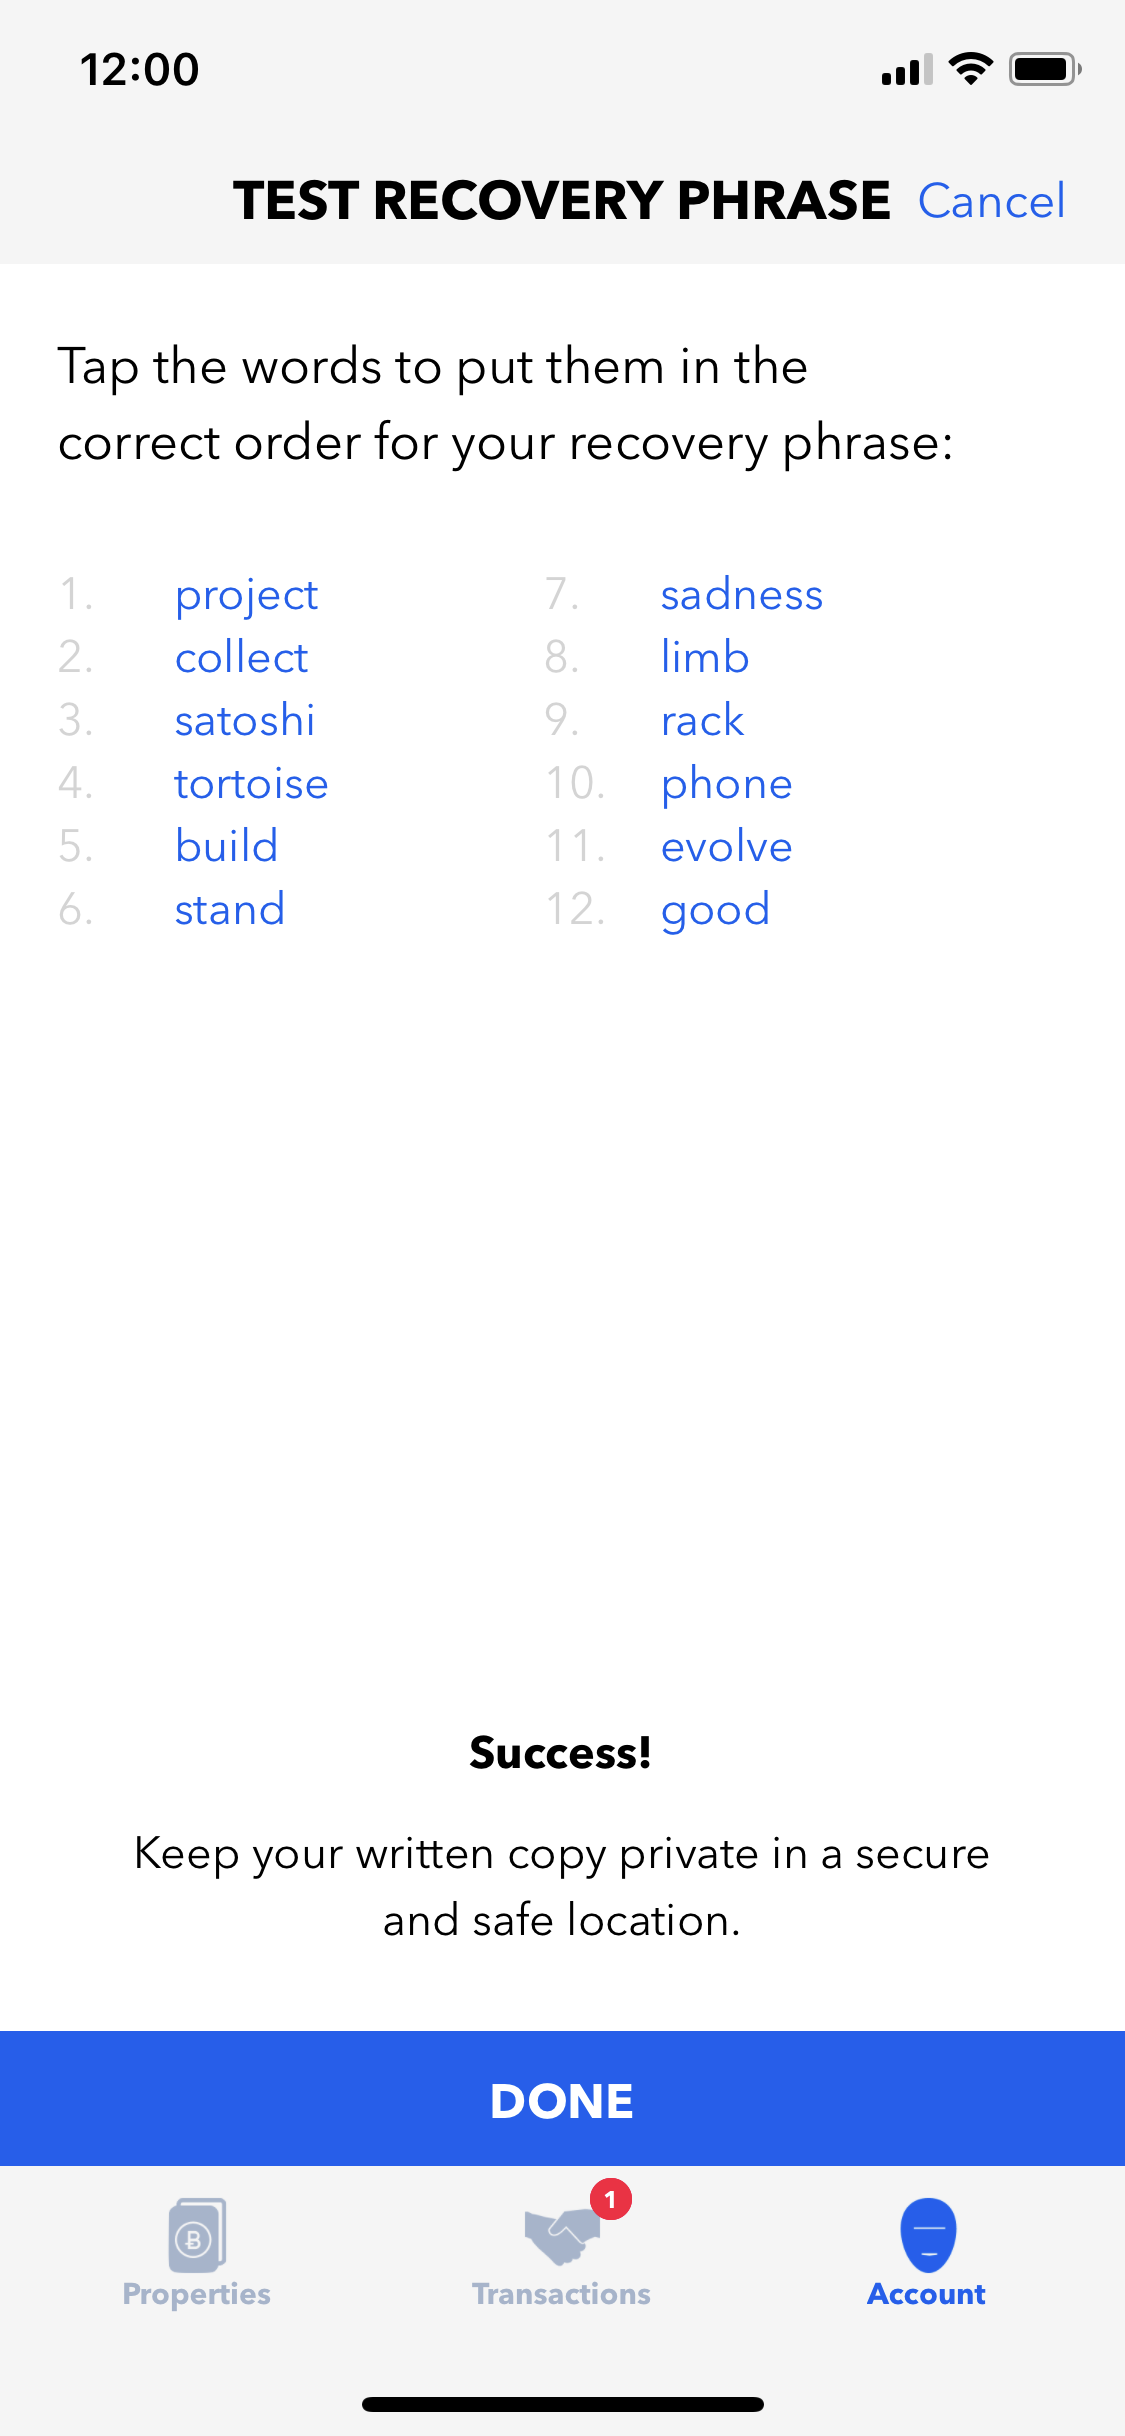 12:00
TEST RECOVERY PHRASE Cancel
Tap the words to put them in the
correct order for your recovery phrase:
1. project
2. collect
3. satoshi
4. tortoise
5. build
6. stand
7. sadness
8. limb
9. rack
10. phone
11. evolve
12. good
Success!
Keep your written copy private in a secure
and safe location.
DONE
1
Properties Transactions Account